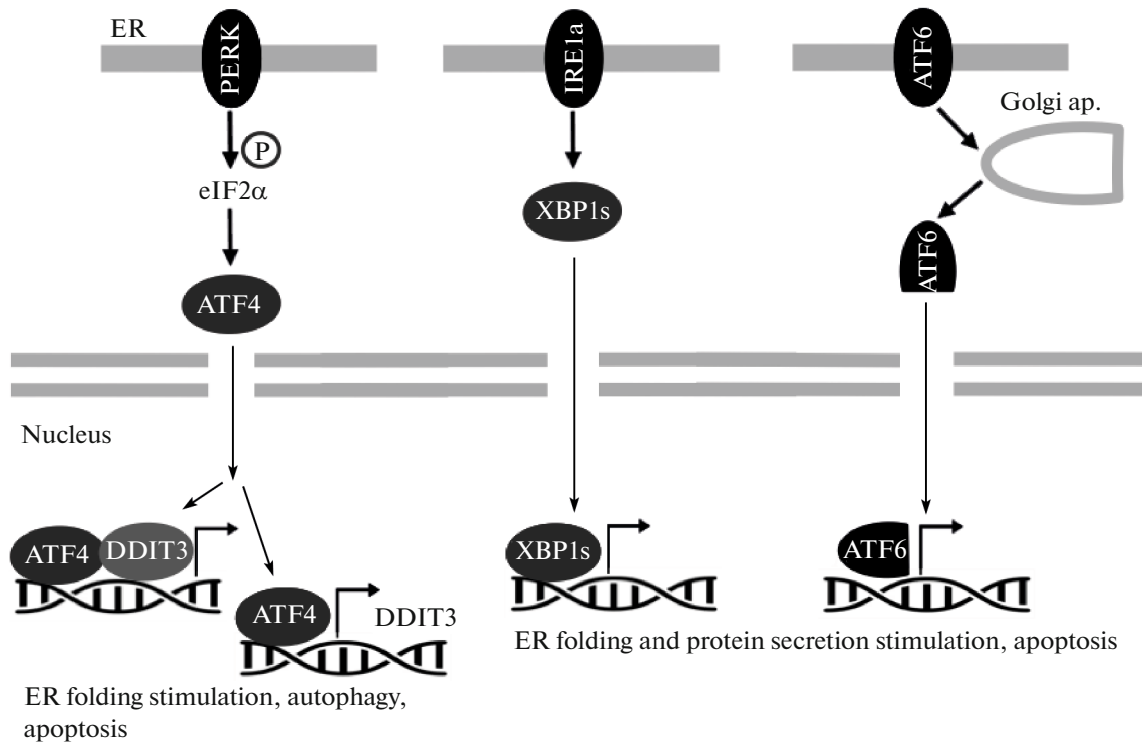 ER
PERK
IRE1a
ATF6
Golgi ap.
P
eIF2α
XBP1s
ATF6
ATF4
Nucleus
ATF4
DDIT3
XBP1s
ATF6
ATF4
DDIT3
ER folding and protein secretion stimulation, apoptosis
ER folding stimulation, autophagy,
apoptosis